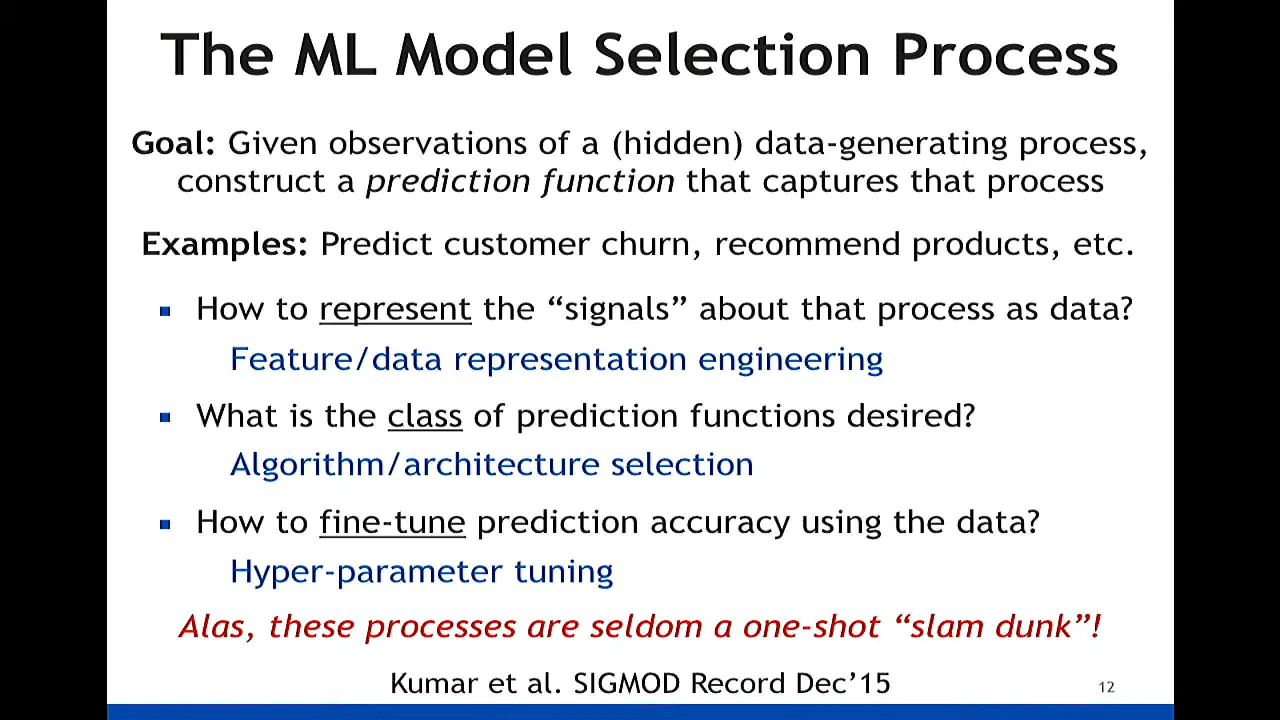 The ML Model Selection Process
Goal: Given observations of a (hidden) data-generating process,
construct a prediction function that captures that process
Examples: Predict customer churn, recommend products, etc.
▪ How to represent the “signals” about that process as data?
Feature/data representation engineering
▪ What is the class of prediction functions desired?
Algorithm/architecture selection
▪ How to fine-tune prediction accuracy using the data?
Hyper-parameter tuning
Alas, these processes are seldom a one-shot “slam dunk”!
Kumar et al. SIGMOD Record Dec’15
12